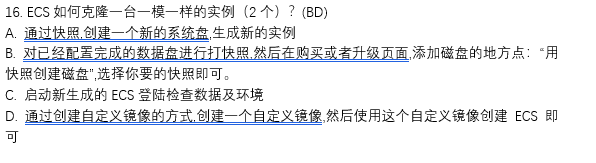 16. ECS 如何克隆一台一模一样的实例（2 个）? (BD)
A. 通过快照,创建一个新的系统盘,生成新的实例
B. 对已经配置完成的数据盘进行打快照,然后在购买或者升级页面,添加磁盘的地方点：“用
快照创建磁盘”,选择你要的快照即可。
C. 启动新生成的 ECS 登陆检查数据及环境
D. 通过创建自定义镜像的方式,创建一个自定义镜像,然后使用这个自定义镜像创建 ECS 即
可